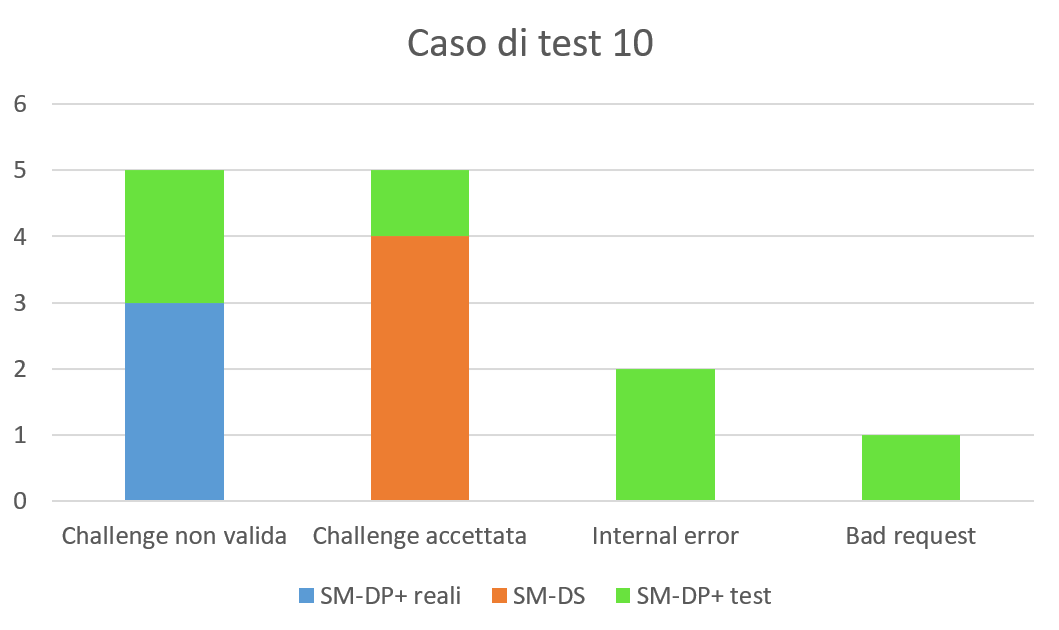 Caso di test 10
6
5
4
3
2
1
0
Challenge non valida Challenge accettata Internal error Bad request
SM-DP+ reali SM-DS SM-DP+ test